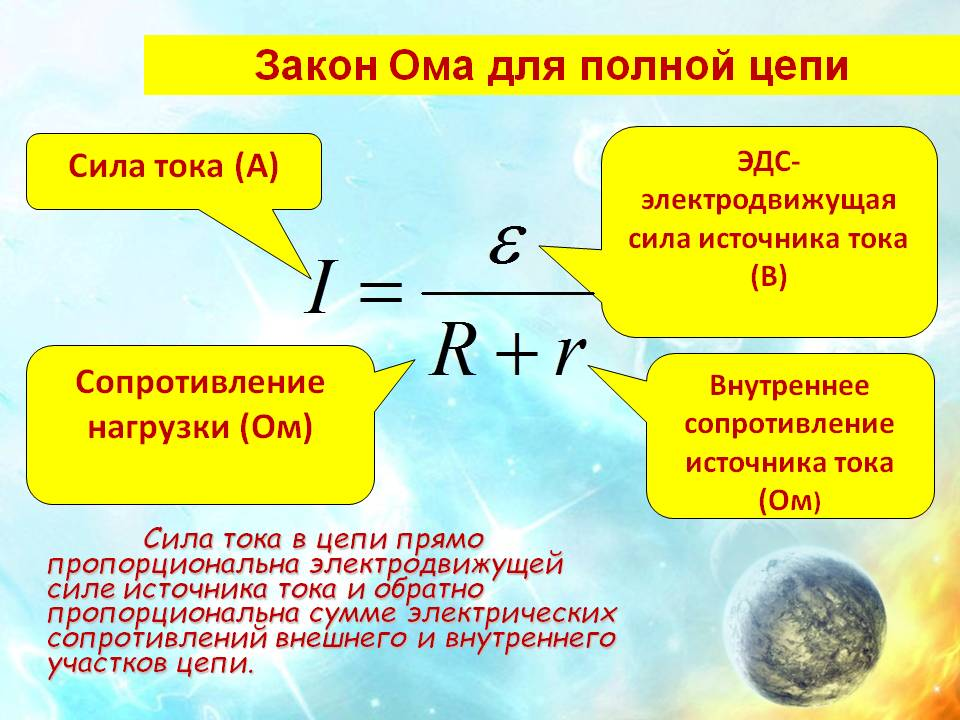 Закон Ома для полной цепи
Сила тока (А)
ЭДС-
электродвижущая
сила источника тока
(В)
I = ε / (R + r)
Сопротивление
нагрузки (Ом)
Внутреннее
сопротивление
источника тока
(Ом)
Сила тока в цепи прямо
пропорциональна электродвижущей
силе источника тока и обратно
пропорциональна сумме электрических
сопротивлений внешнего и внутреннего
участков цепи.